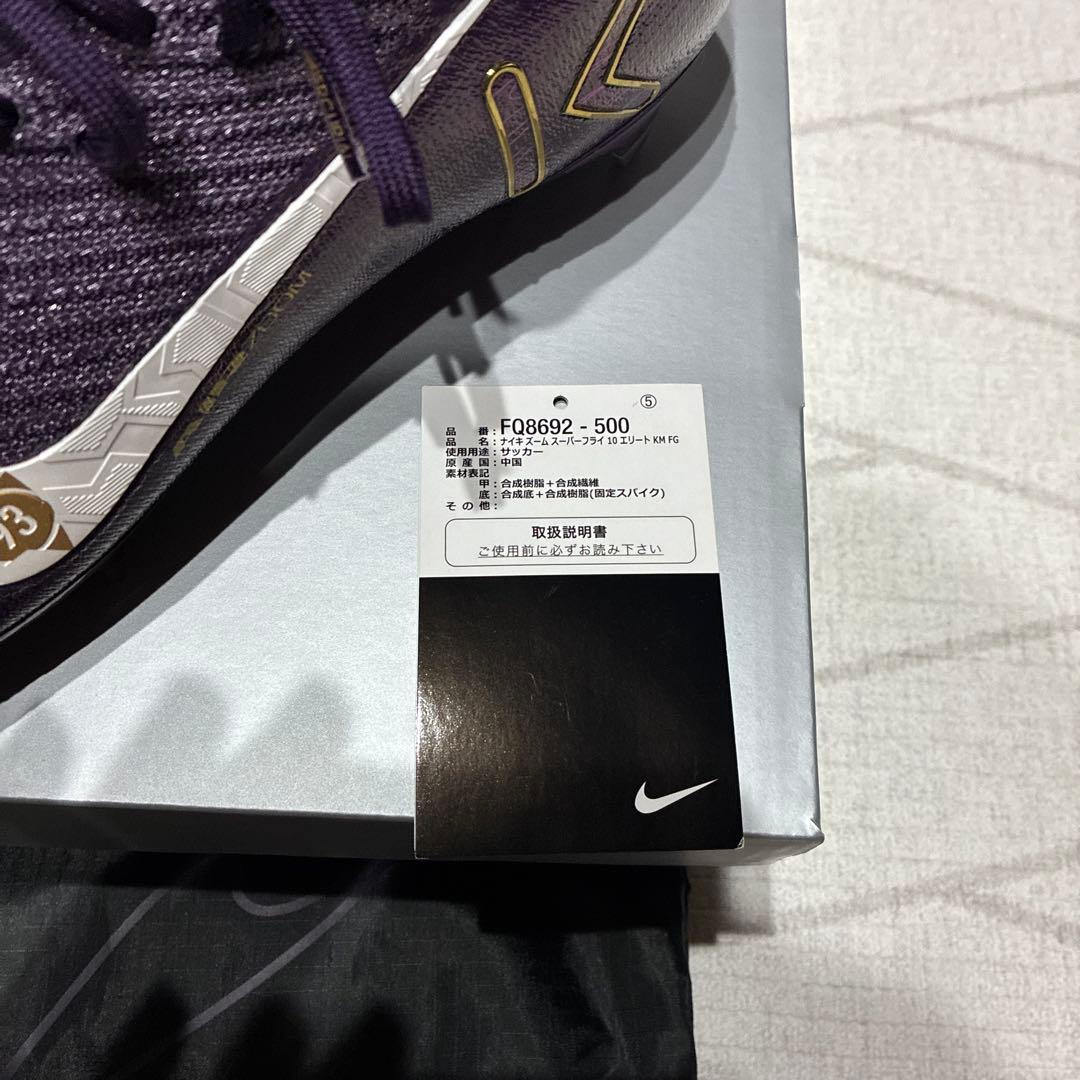 MERCURIAL
ZOOM
93
⑤
品 番：FQ8692 - 500
品 名：ナイキ ズーム スーパーフライ 10 エリート KM FG
使用用途：サッカー
原 産 国：中国
素材表記
甲：合成樹脂＋合成繊維
底：合成底＋合成樹脂(固定スパイク)
そ の 他：
取扱説明書
ご使用前に必ずお読み下さい